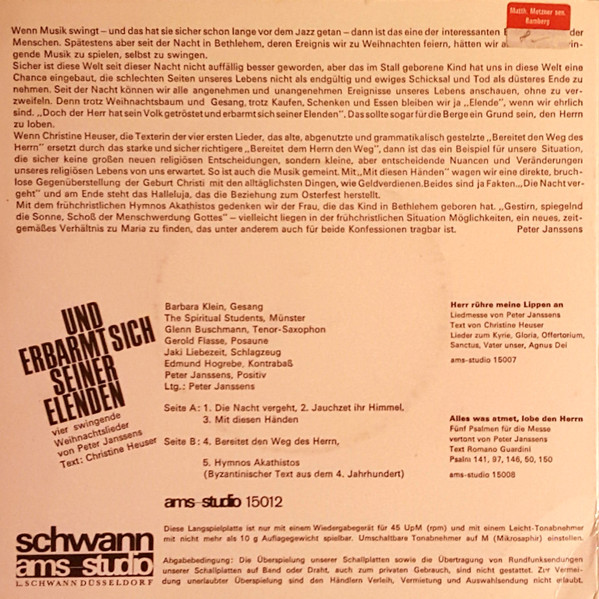 Matth. Metzner sen.
Bamberg
Wenn Musik swingt – und das hat sie sicher schon lange vor dem Jazz getan – dann ist das eine der interessanten der
Menschen. Spätestens aber seit der Nacht in Bethlehem, deren Ereignis wir zu Weihnachten feiern, hätten wir
gende Musik zu spielen, selbst zu swingen.
Sicher ist diese Welt seit dieser Nacht nicht auffällig besser geworden, aber das im Stall geborene Kind hat uns in diese Welt eine
Chance eingebaut, die schlechten Seiten unseres Lebens nicht als endgültig und ewiges Schicksal und Tod als düsteres Ende zu
nehmen. Seit der Nacht können wir alle angenehmen und unangenehmen Ereignisse unseres Lebens anschauen, ohne zu ver-
zweifeln. Denn trotz Weihnachtsbaum und Gesang, trotz Kaufen, Schenken und Essen bleiben wir ja „Elende", wenn wir ehrlich
sind. „Doch der Herr hat sein Volk getröstet und erbarmt sich seiner Elenden". Das sollte sogar für die Berge ein Grund sein, den Herrn
zu loben.
Wenn Christine Heuser, die Texterin der vier ersten Lieder, das alte, abgenutzte und grammatikalisch gestelzte „Bereitet den Weg des
Herrn" ersetzt durch das starke und sicher richtigere „Bereitet dem Herrn den Weg", dann ist das ein Beispiel für unsere Situation,
die sicher keine großen neuen religiösen Entscheidungen, sondern kleine, aber entscheidende Nuancen und Veränderungen
unseres religiösen Lebens von uns erwartet. So ist auch die Musik gemeint. Mit „Mit diesen Händen" wagen wir eine direkte, bruch-
lose Gegenüberstellung der Geburt Christi mit den alltäglichsten Dingen, wie Geldverdienen. Beides sind ja Fakten. „Die Nacht ver-
geht" und am Ende steht das Halleluja, das die Beziehung zum Osterfest herstellt.
Mit dem frühchristlichen Hymnos Akathistos gedenken wir der Frau, die das Kind in Bethlehem geboren hat. „Gestirn, spiegelnd
die Sonne, Schoß der Menschwerdung Gottes" – vielleicht liegen in der frühchristlichen Situation Möglichkeiten, ein neues, zeit-
gemäßes Verhältnis zu Maria zu finden, das unter anderem auch für beide Konfessionen tragbar ist. Peter Janssens
UND
ERBARMT SICH
SEINER
ELENDEN
vier swingende
Weihnachtslieder
von Peter Janssens
Text: Christine Heuser
Barbara Klein, Gesang
The Spiritual Students, Münster
Glenn Buschmann, Tenor-Saxophon
Gerold Flasse, Posaune
Jaki Liebezeit, Schlagzeug
Edmund Hogrebe, Kontrabaß
Peter Janssens, Positiv
Ltg.: Peter Janssens
Seite A: 1. Die Nacht vergeht, 2. Jauchzet ihr Himmel,
3. Mit diesen Händen
Seite B: 4. Bereitet den Weg des Herrn,
5. Hymnos Akathistos
(Byzantinischer Text aus dem 4. Jahrhundert)
ams-studio 15012
Herr rühre meine Lippen an
Liedmesse von Peter Janssens
Text von Christine Heuser
Lieder zum Kyrie, Gloria, Offertorium,
Sanctus, Vater unser, Agnus Dei
ams-studio 15007
Alles was atmet, lobe den Herrn
Fünf Psalmen für die Messe
vertont von Peter Janssens
Text Romano Guardini
Psalm 141, 97, 146, 50, 150
ams-studio 15008
schwann
ams studio
L. SCHWANN DÜSSELDORF
Diese Langspielplatte ist nur mit einem Wiedergabegerät für 45 UpM (rpm) und mit einem Leicht-Tonabnehmer
mit nicht mehr als 10 g Auflagegewicht spielbar. Umschaltbare Tonabnehmer auf M (Mikrosaphir) einstellen.
Abgabebedingung: Die Überspielung unserer Schallplatten sowie die Übertragung von Rundfunksendungen
unserer Schallplatten auf Band oder Draht, auch zum privaten Gebrauch, sind nicht gestattet. Zur Vermei-
dung unerlaubter Überspielung sind den Händlern Verleih, Vermietung und Auswahlsendung nicht erlaubt.